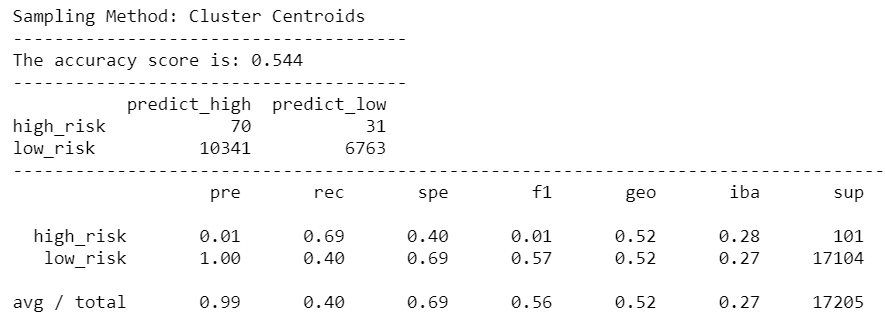 Sampling Method: Cluster Centroids
--------------------------------------
The accuracy score is: 0.544
--------------------------------------
predict_high predict_low
high_risk 70 31
low_risk 10341 6763
------------------------------------------------------------------------------------
pre rec spe f1 geo iba sup
high_risk 0.01 0.69 0.40 0.01 0.52 0.28 101
low_risk 1.00 0.40 0.69 0.57 0.52 0.27 17104
avg / total 0.99 0.40 0.69 0.56 0.52 0.27 17205